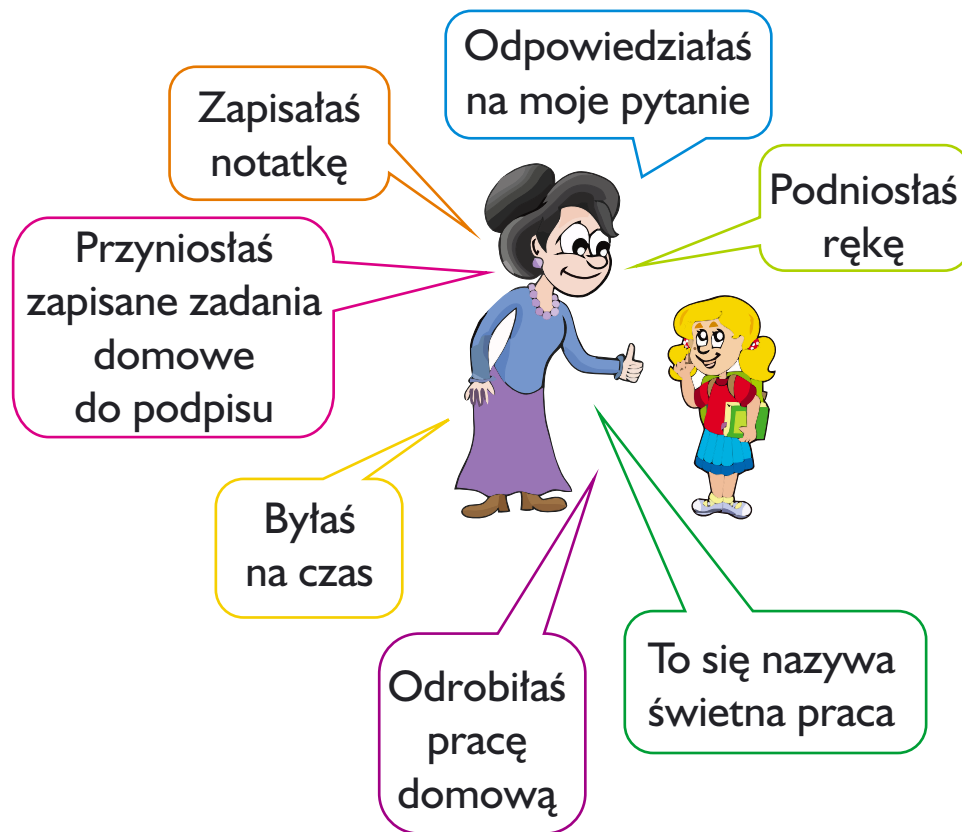 Odpowiedziałaś
na moje pytanie
Zapisałaś
notatkę
Podniosłaś
rękę
Przyniosłaś
zapisane zadania
domowe
do podpisu
Byłaś
na czas
To się nazywa
świetna praca
Odrobiłaś
pracę
domową